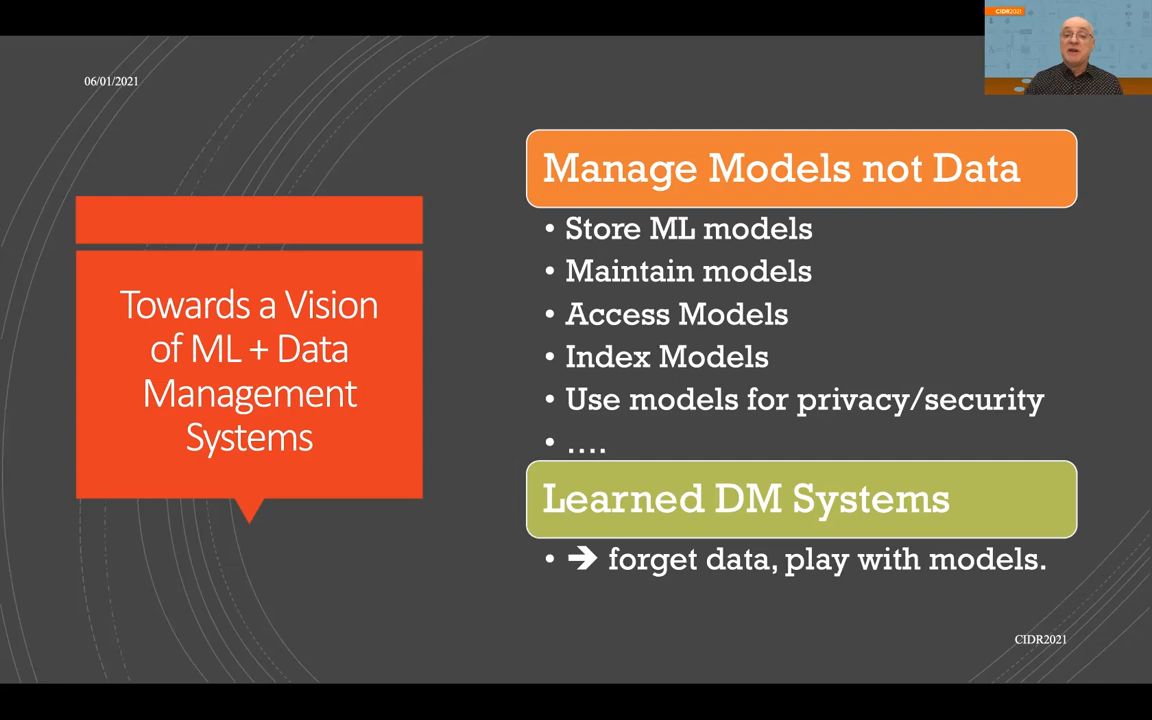 CIDR2021
06/01/2021
Towards a Vision
of ML + Data
Management
Systems
Manage Models not Data
• Store ML models
• Maintain models
• Access Models
• Index Models
• Use models for privacy/security
• ....
Learned DM Systems
• ➔ forget data, play with models.
CIDR2021